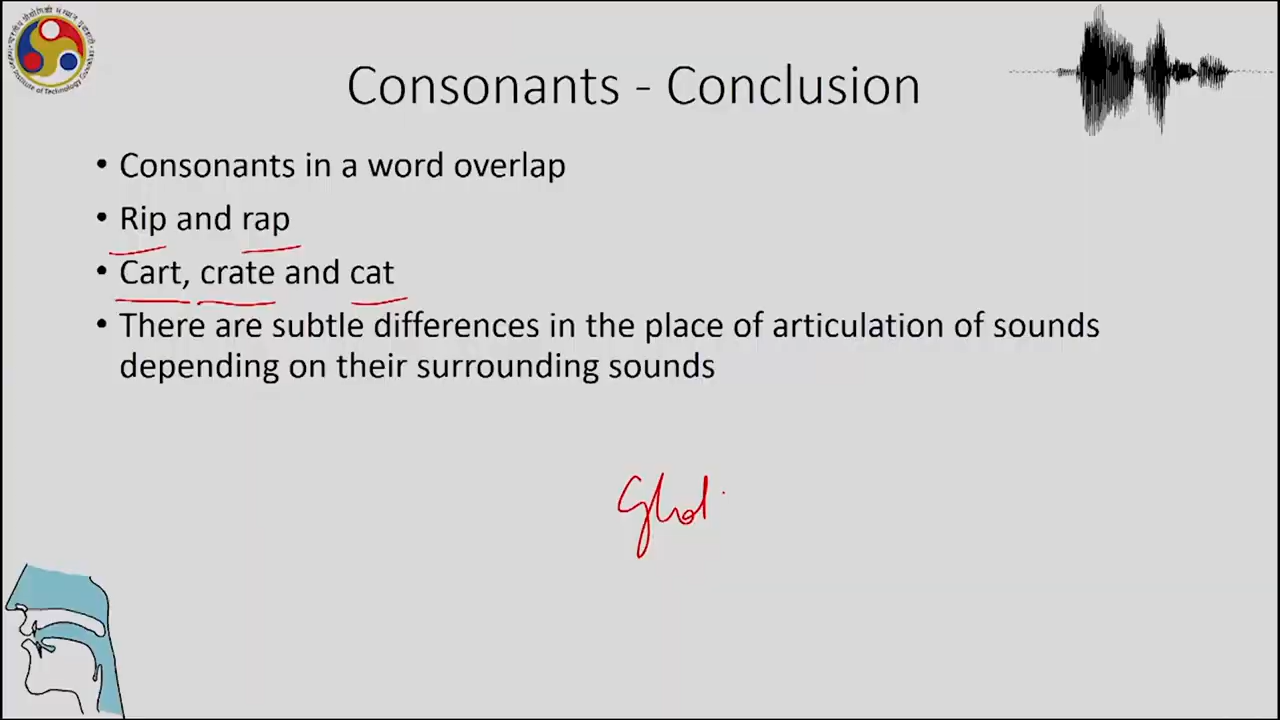 Consonants - Conclusion
• Consonants in a word overlap
• Rip and rap
• Cart, crate and cat
• There are subtle differences in the place of articulation of sounds
depending on their surrounding sounds